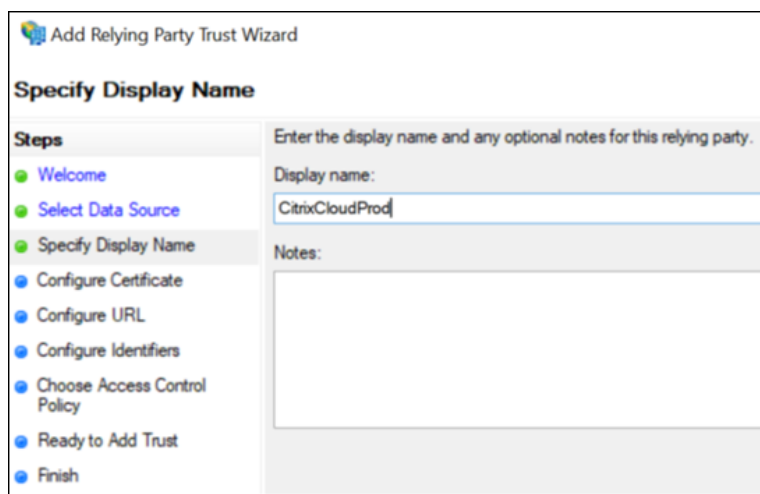 Add Relying Party Trust Wizard
Specify Display Name
Steps
Welcome
Select Data Source
Specify Display Name
Configure Certificate
Configure URL
Configure Identifiers
Choose Access Control
Policy
Ready to Add Trust
Finish
Enter the display name and any optional notes for this relying party.
Display name:
CitrixCloudProd
Notes: